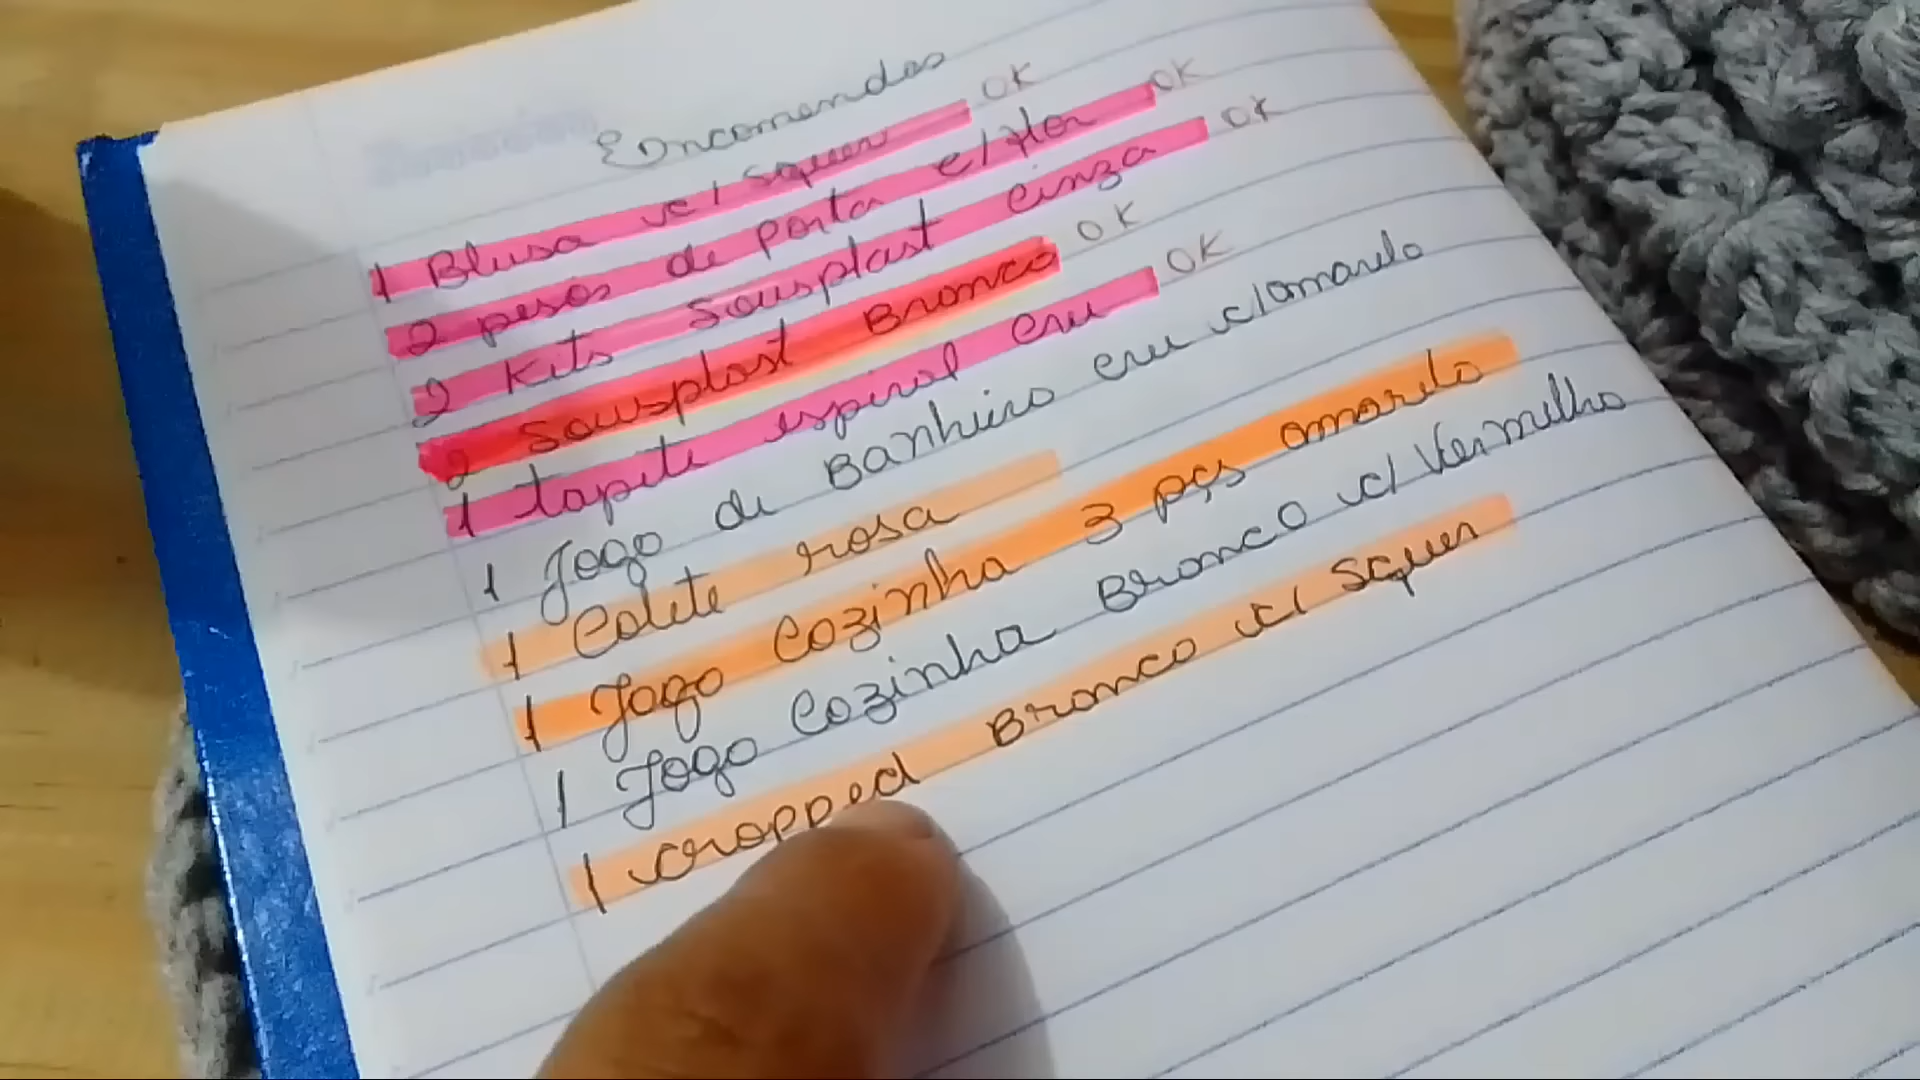 Encomendas
1 Blusa c/ squer OK
2 pesos de porta c/ flor OK
2 Kits Sousplast cinza OK
2 Sousplast Branco OK
1 tapete espiral cru OK
1 Jogo de Banheiro cru c/ amarelo
1 Colete rosa
1 Jogo Cozinha 3 pçs amarelo
1 Jogo Cozinha Branco c/ Vermelho
1 cropped Branco c/ squer